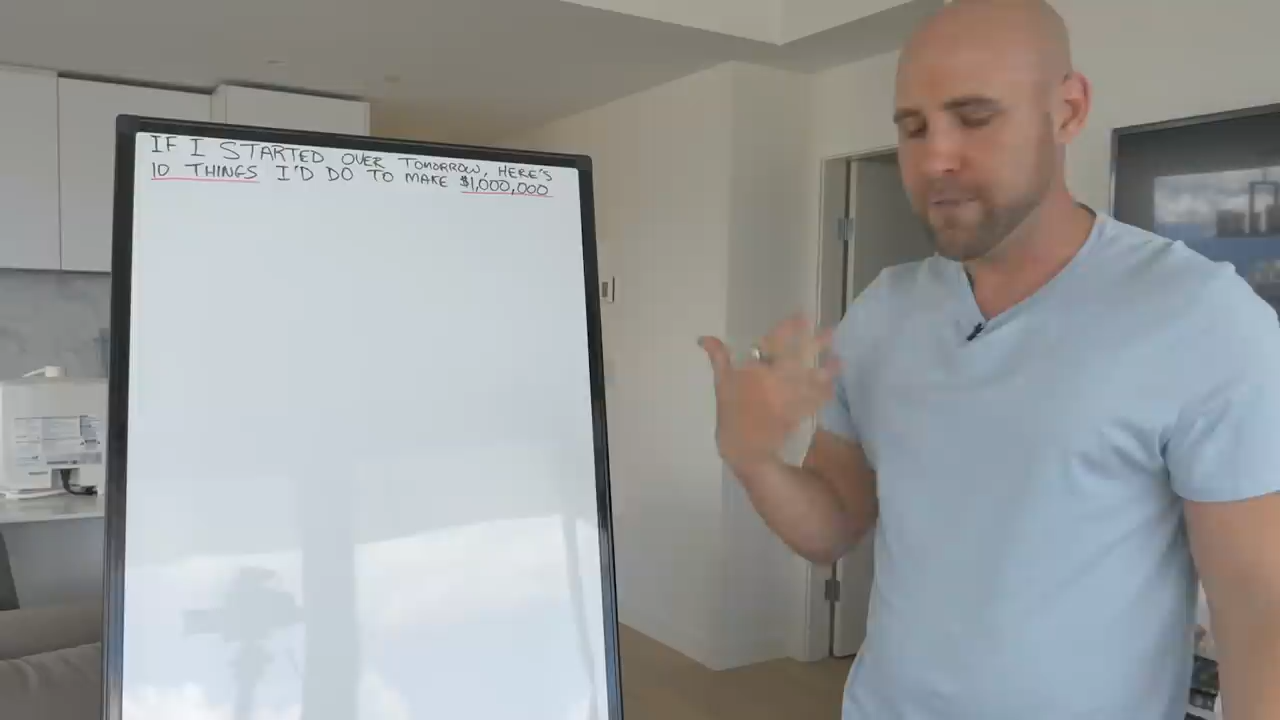 IF I STARTED OVER TOMORROW, HERE'S
10 THINGS I'D DO TO MAKE $1,000,000